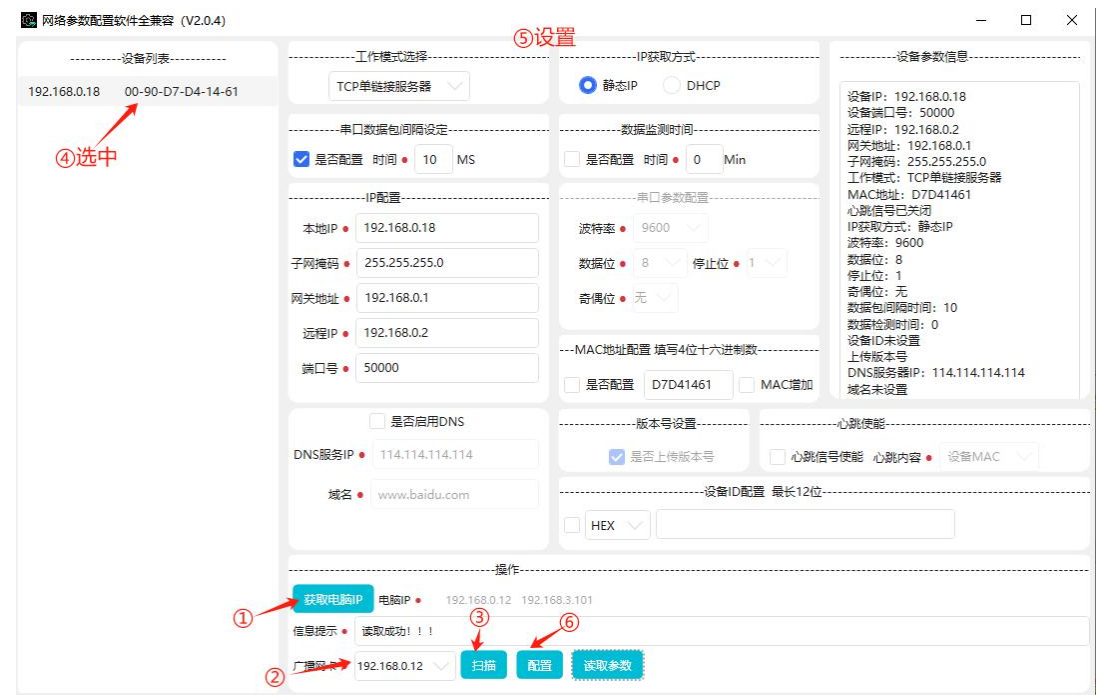 网络参数配置软件全兼容 (V2.0.4)
⑤设置
----------设备列表-----------
192.168.0.18 00-90-D7-D4-14-61
④选中
工作模式选择
TCP单链接服务器
IP获取方式
静态IP DHCP
串口数据包间隔设定
是否配置 时间 10 MS
数据监测时间
是否配置 时间 0 Min
IP配置
本地IP 192.168.0.18
子网掩码 255.255.255.0
网关地址 192.168.0.1
远程IP 192.168.0.2
端口号 50000
串口参数配置
波特率 9600
数据位 8 停止位 1
奇偶位 无
---MAC地址配置 填写4位十六进制数------------
是否配置 D7D41461 MAC增加
设备参数信息
设备IP：192.168.0.18
设备端口号：50000
远程IP：192.168.0.2
网关地址：192.168.0.1
子网掩码：255.255.255.0
工作模式：TCP单链接服务器
MAC地址：D7D41461
心跳信号已关闭
IP获取方式：静态IP
波特率：9600
数据位：8
停止位：1
奇偶位：无
数据包间隔时间：10
数据检测时间：0
设备ID未设置
上传版本号
DNS服务器IP：114.114.114.114
域名未设置
是否启用DNS
DNS服务IP 114.114.114.114
域名 www.baidu.com
版本号设置
是否上传版本号
心跳使能
心跳信号使能 心跳内容 设备MAC
设备ID配置 最长12位
HEX
操作
① 获取电脑IP 电脑IP 192.168.0.12 192.168.3.101
③ ⑥
信息提示 读取成功！！！
② 广播网卡 192.168.0.12 扫描 配置 读取参数